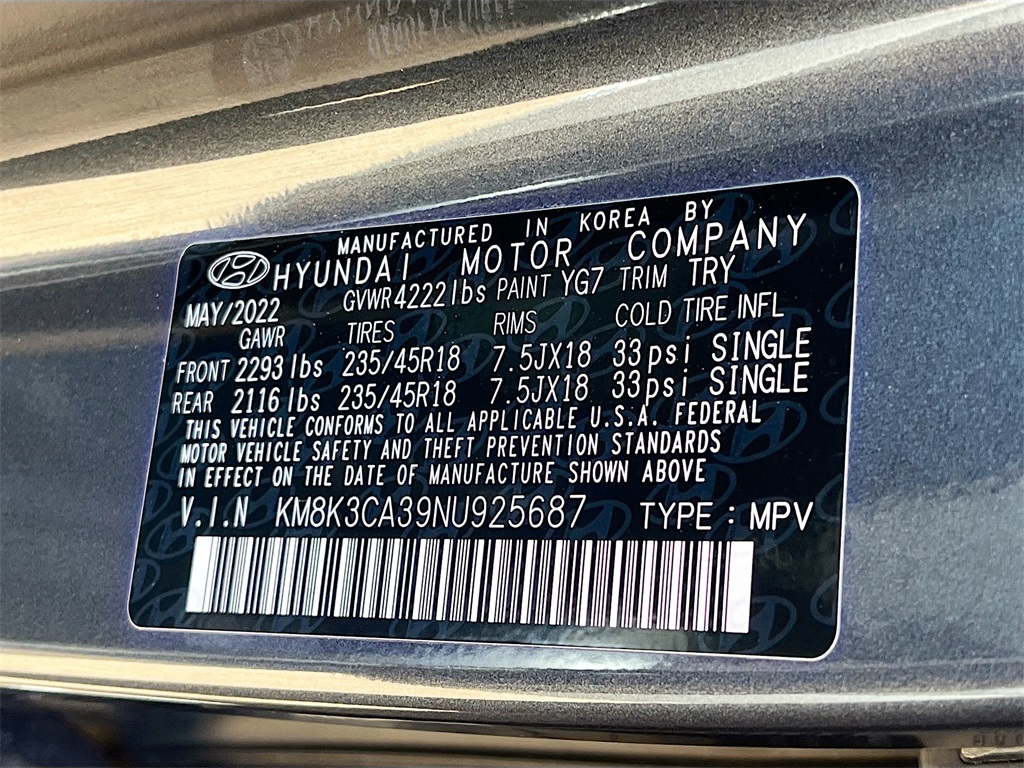 MANUFACTURED IN KOREA BY
HYUNDAI MOTOR COMPANY
MAY/2022 GVWR 4222lbs PAINT YG7 TRIM TRY
GAWR TIRES RIMS COLD TIRE INFL
FRONT 2293 lbs 235/45R18 7.5JX18 33psi SINGLE
REAR 2116 lbs 235/45R18 7.5JX18 33psi SINGLE
THIS VEHICLE CONFORMS TO ALL APPLICABLE U.S.A. FEDERAL
MOTOR VEHICLE SAFETY AND THEFT PREVENTION STANDARDS
IN EFFECT ON THE DATE OF MANUFACTURE SHOWN ABOVE
V.I.N KM8K3CA39NU925687 TYPE : MPV